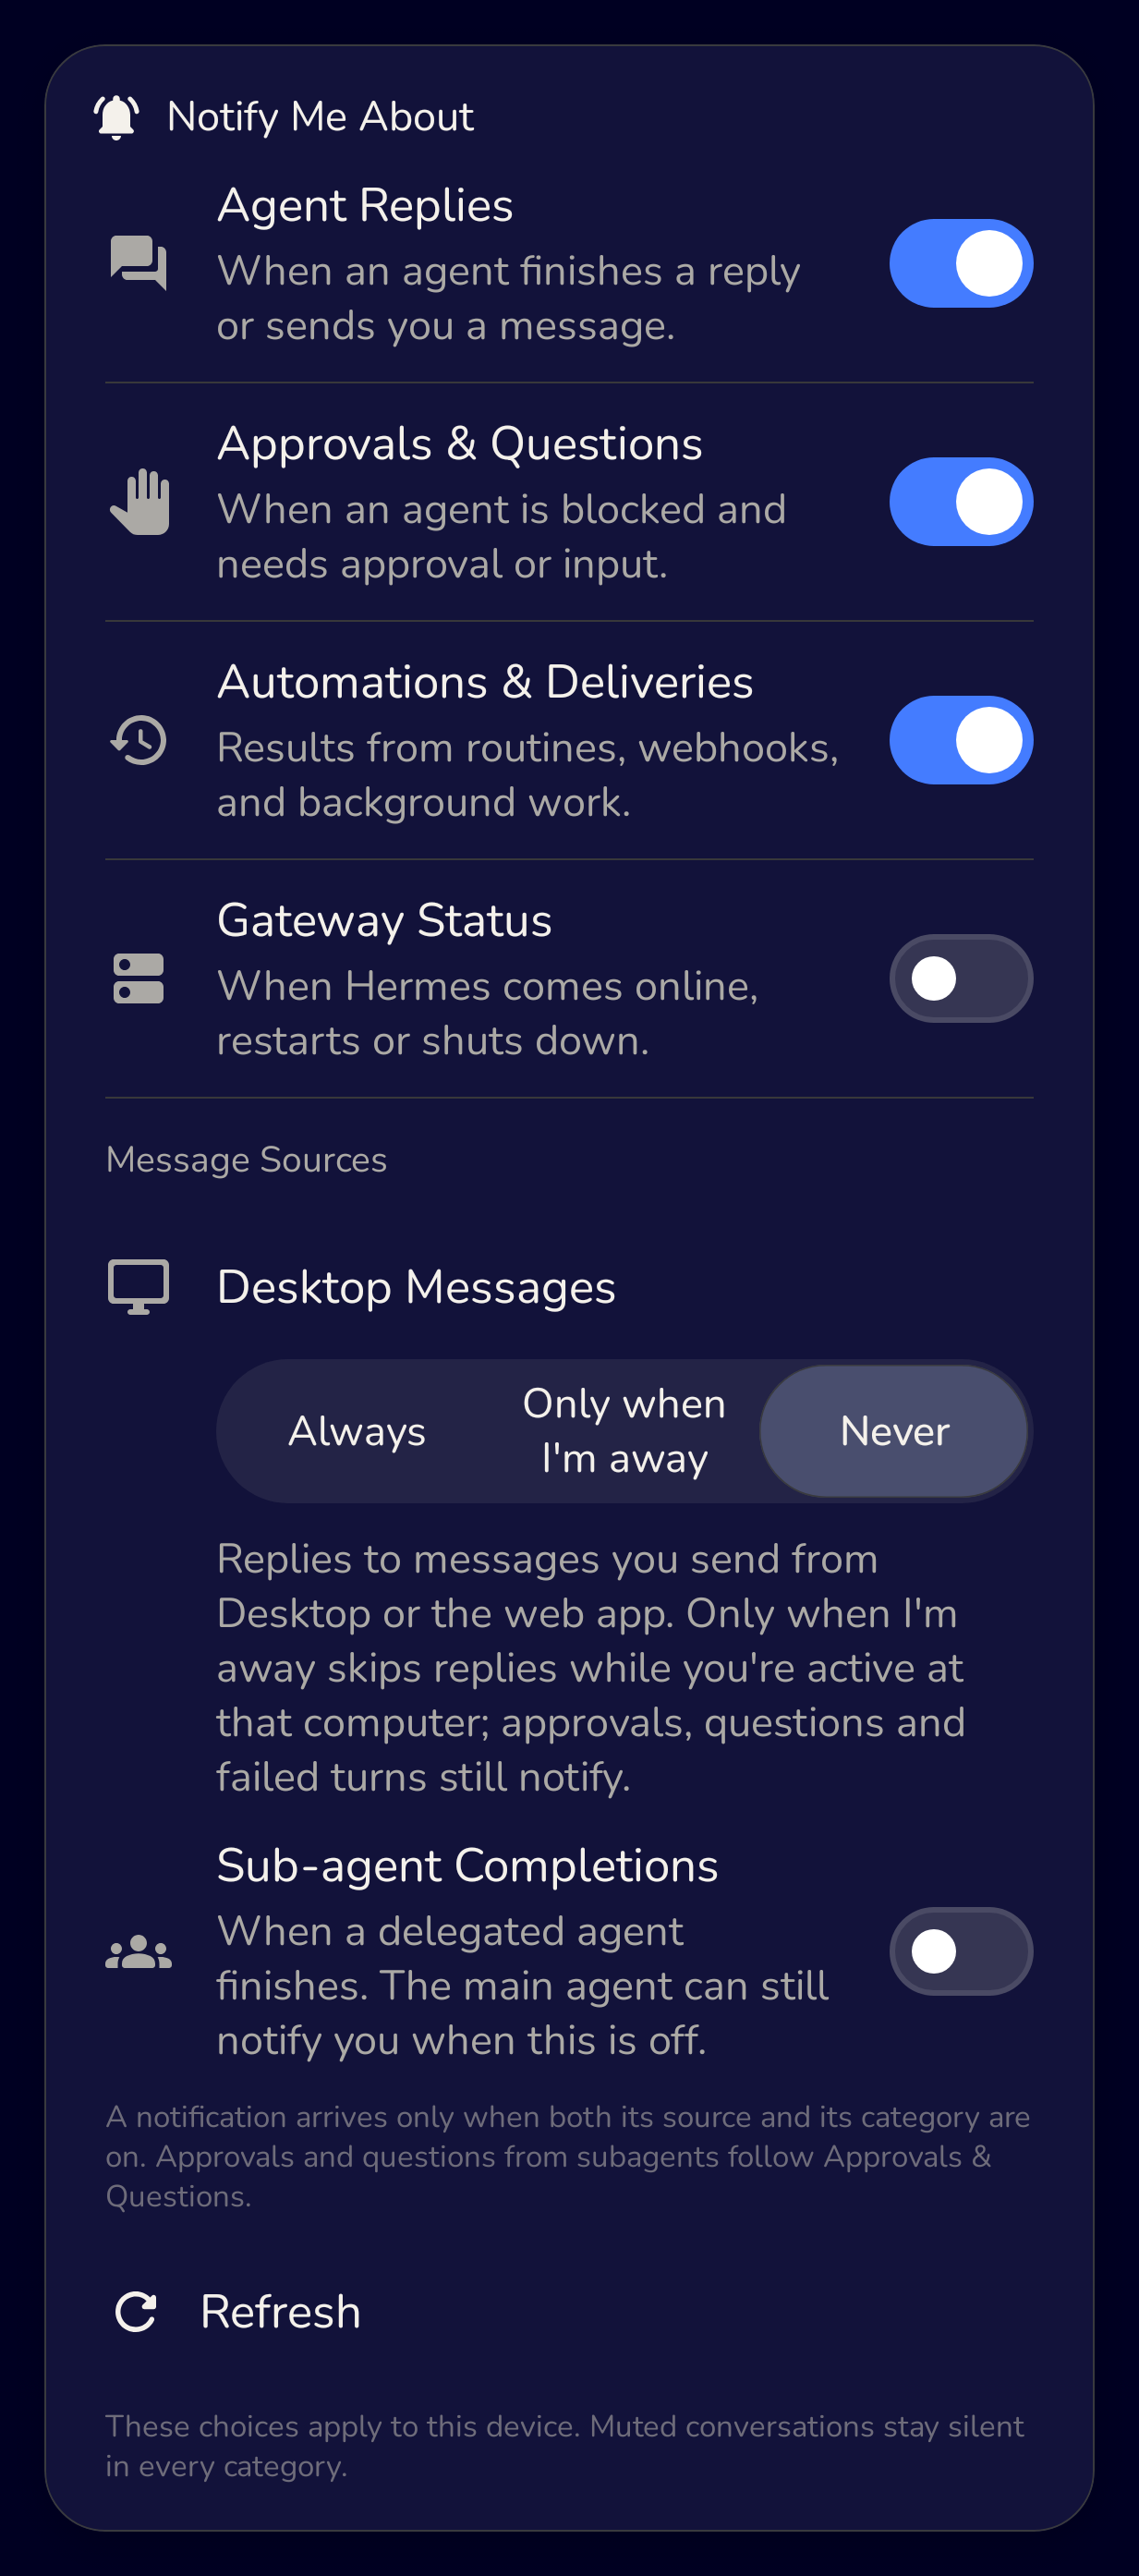 Notify Me About
Agent Replies
When an agent finishes a reply
or sends you a message.
Approvals & Questions
When an agent is blocked and
needs approval or input.
Automations & Deliveries
Results from routines, webhooks,
and background work.
Gateway Status
When Hermes comes online,
restarts or shuts down.
Message Sources
Desktop Messages
Always
Only when
I'm away
Never
Replies to messages you send from
Desktop or the web app. Only when I'm
away skips replies while you're active at
that computer; approvals, questions and
failed turns still notify.
Sub-agent Completions
When a delegated agent
finishes. The main agent can still
notify you when this is off.
A notification arrives only when both its source and its category are
on. Approvals and questions from subagents follow Approvals &
Questions.
Refresh
These choices apply to this device. Muted conversations stay silent
in every category.